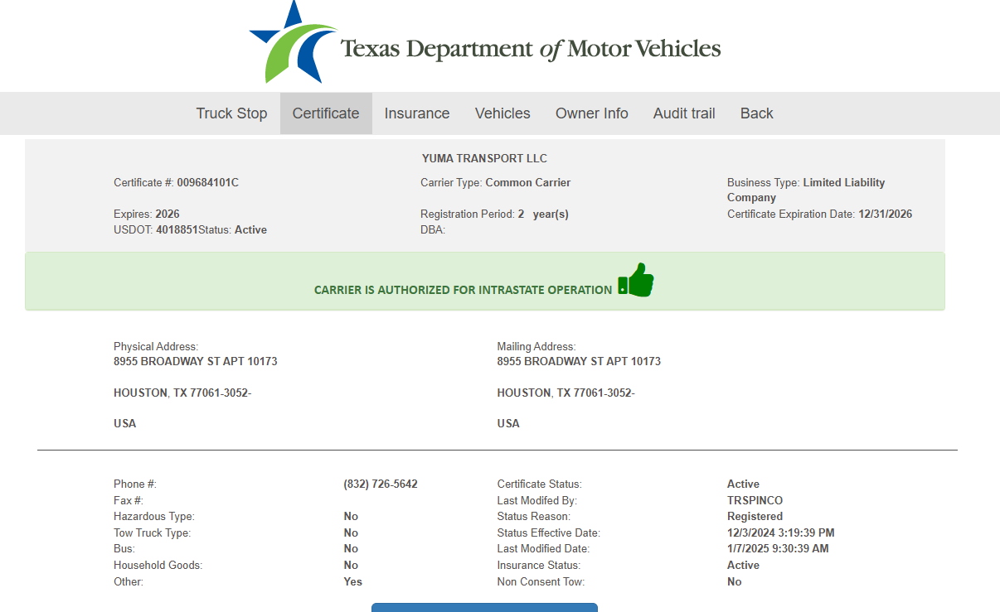 Texas Department of Motor Vehicles
Truck Stop Certificate Insurance Vehicles Owner Info Audit trail Back
YUMA TRANSPORT LLC
Certificate #: 009684101C Carrier Type: Common Carrier Business Type: Limited Liability
Company
Expires: 2026 Registration Period: 2 year(s) Certificate Expiration Date: 12/31/2026
USDOT: 4018851Status: Active DBA:
CARRIER IS AUTHORIZED FOR INTRASTATE OPERATION
Physical Address: Mailing Address:
8955 BROADWAY ST APT 10173 8955 BROADWAY ST APT 10173
HOUSTON, TX 77061-3052- HOUSTON, TX 77061-3052-
USA USA
Phone #: (832) 726-5642 Certificate Status: Active
Fax #: Last Modifed By: TRSPINCO
Hazardous Type: No Status Reason: Registered
Tow Truck Type: No Status Effective Date: 12/3/2024 3:19:39 PM
Bus: No Last Modified Date: 1/7/2025 9:30:39 AM
Household Goods: No Insurance Status: Active
Other: Yes Non Consent Tow: No